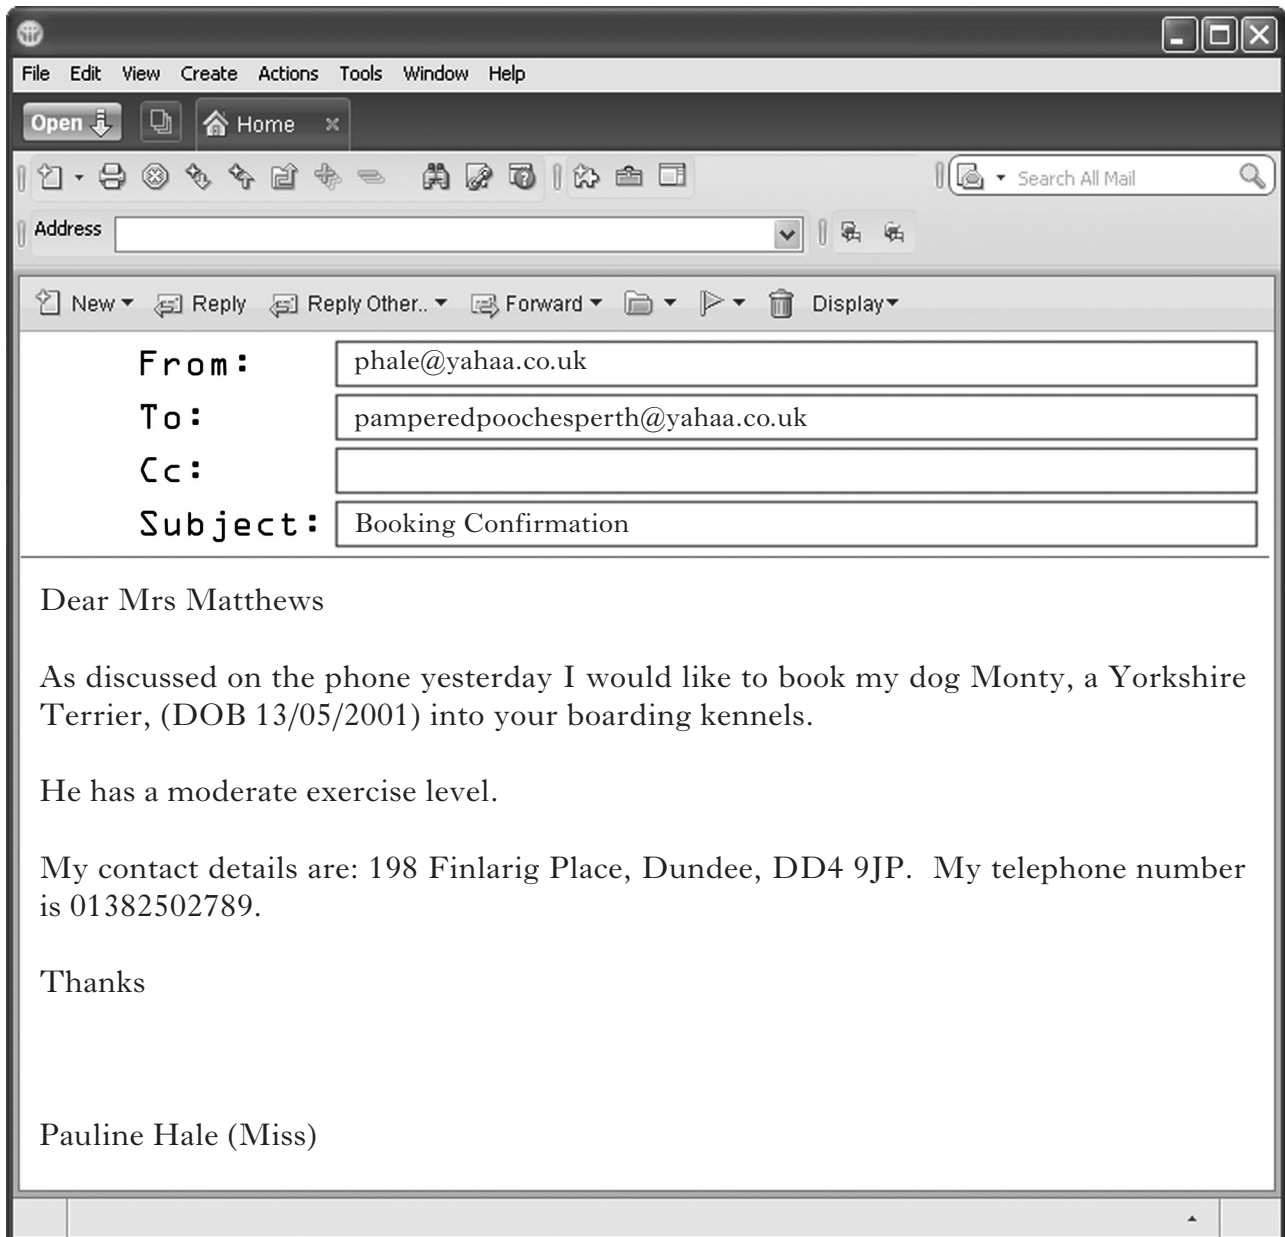 File Edit View Create Actions Tools Window Help
Open Home
Search All Mail
Address
New Reply Reply Other.. Forward Display
From: phale@yahaa.co.uk
To: pamperedpoochesperth@yahaa.co.uk
Cc:
Subject: Booking Confirmation
Dear Mrs Matthews
As discussed on the phone yesterday I would like to book my dog Monty, a Yorkshire
Terrier, (DOB 13/05/2001) into your boarding kennels.
He has a moderate exercise level.
My contact details are: 198 Finlarig Place, Dundee, DD4 9JP. My telephone number
is 01382502789.
Thanks
Pauline Hale (Miss)